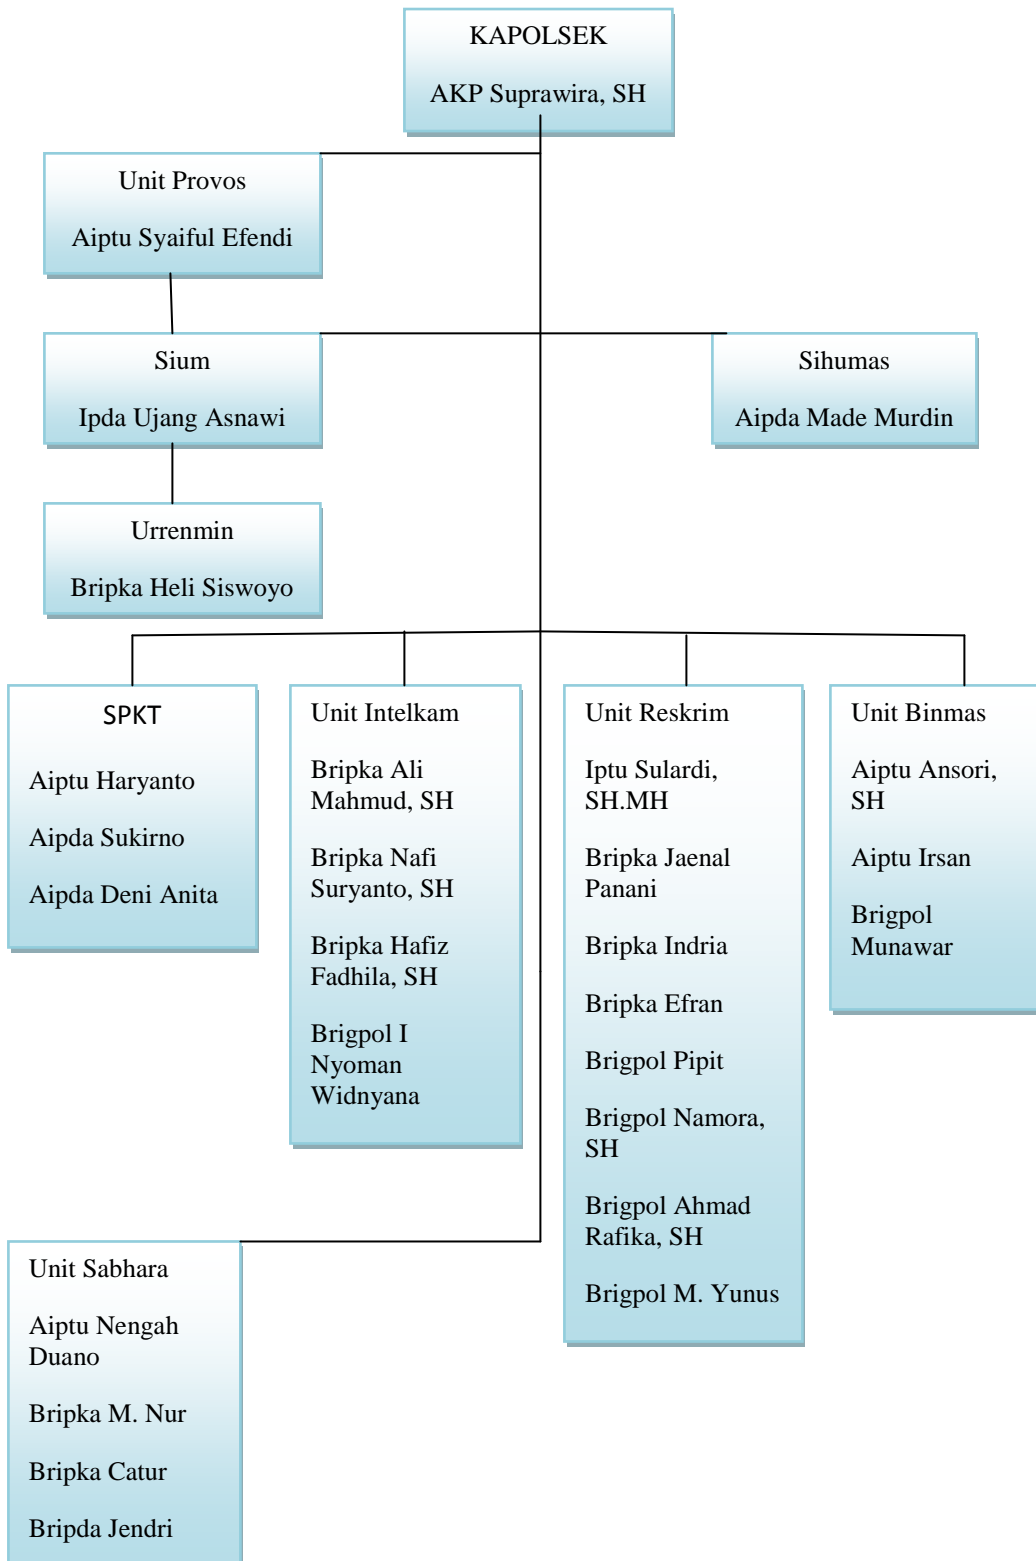 KAPOLSEK
AKP Suprawira, SH
Unit Provos
Aiptu Syaiful Efendi
Sium
Ipda Ujang Asnawi
Sihumas
Aipda Made Murdin
Urrenmin
Bripka Heli Siswoyo
SPKT
Aiptu Haryanto
Aipda Sukirno
Aipda Deni Anita
Unit Intelkam
Bripka Ali
Mahmud, SH
Bripka Nafi
Suryanto, SH
Bripka Hafiz
Fadhila, SH
Brigpol I
Nyoman
Widnyana
Unit Reskrim
Iptu Sulardi,
SH.MH
Bripka Jaenal
Panani
Bripka Indria
Bripka Efran
Brigpol Pipit
Brigpol Namora,
SH
Brigpol Ahmad
Rafika, SH
Brigpol M. Yunus
Unit Binmas
Aiptu Ansori,
SH
Aiptu Irsan
Brigpol
Munawar
Unit Sabhara
Aiptu Nengah
Duano
Bripka M. Nur
Bripka Catur
Bripda Jendri